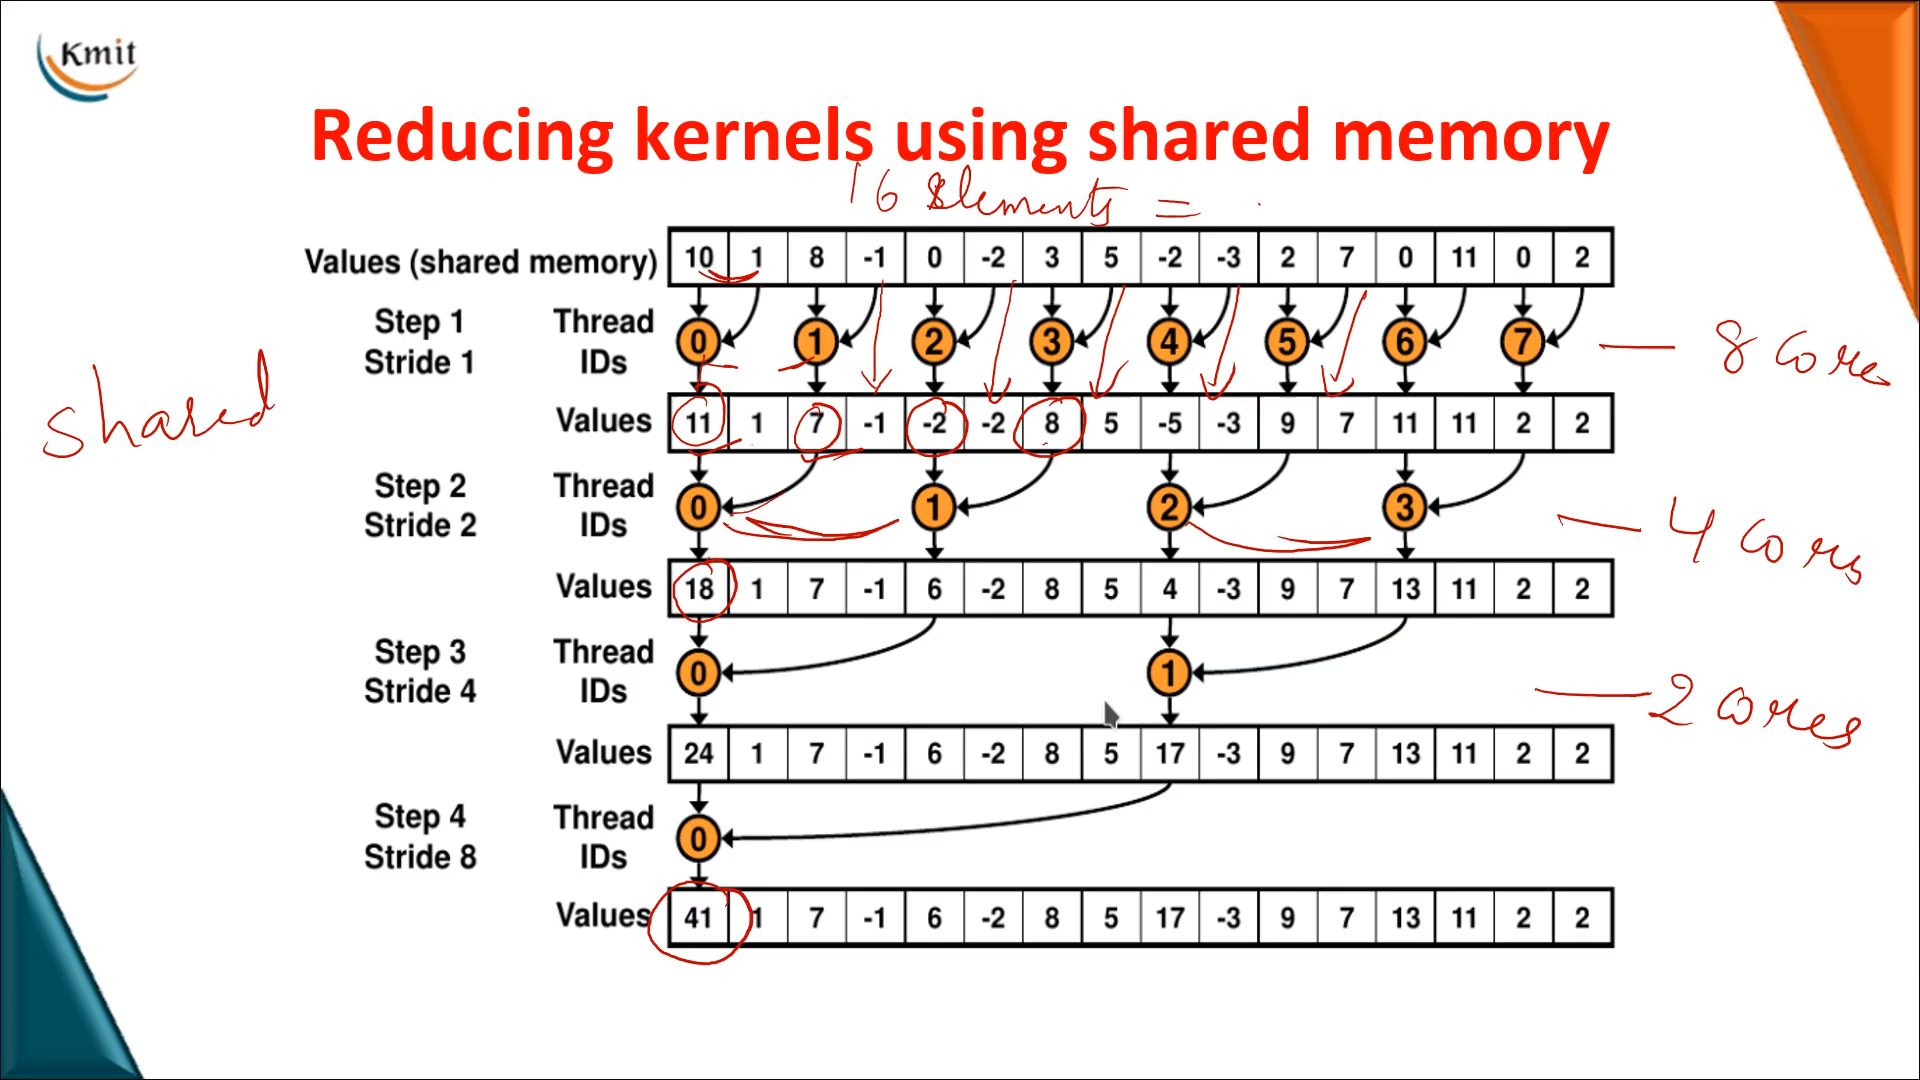 Kmit
Reducing kernels using shared memory
16 Elements =
Values (shared memory) 10 1 8 -1 0 -2 3 5 -2 -3 2 7 0 11 0 2
Step 1 Thread 0 1 2 3 4 5 6 7 8 Cores
Stride 1 IDs
shared
Values 11 1 7 -1 -2 -2 8 5 -5 -3 9 7 11 11 2 2
Step 2 Thread 0 1 2 3 4 Cores
Stride 2 IDs
Values 18 1 7 -1 6 -2 8 5 4 -3 9 7 13 11 2 2
Step 3 Thread 0 1 2 Cores
Stride 4 IDs
Values 24 1 7 -1 6 -2 8 5 17 -3 9 7 13 11 2 2
Step 4 Thread 0
Stride 8 IDs
Values 41 1 7 -1 6 -2 8 5 17 -3 9 7 13 11 2 2